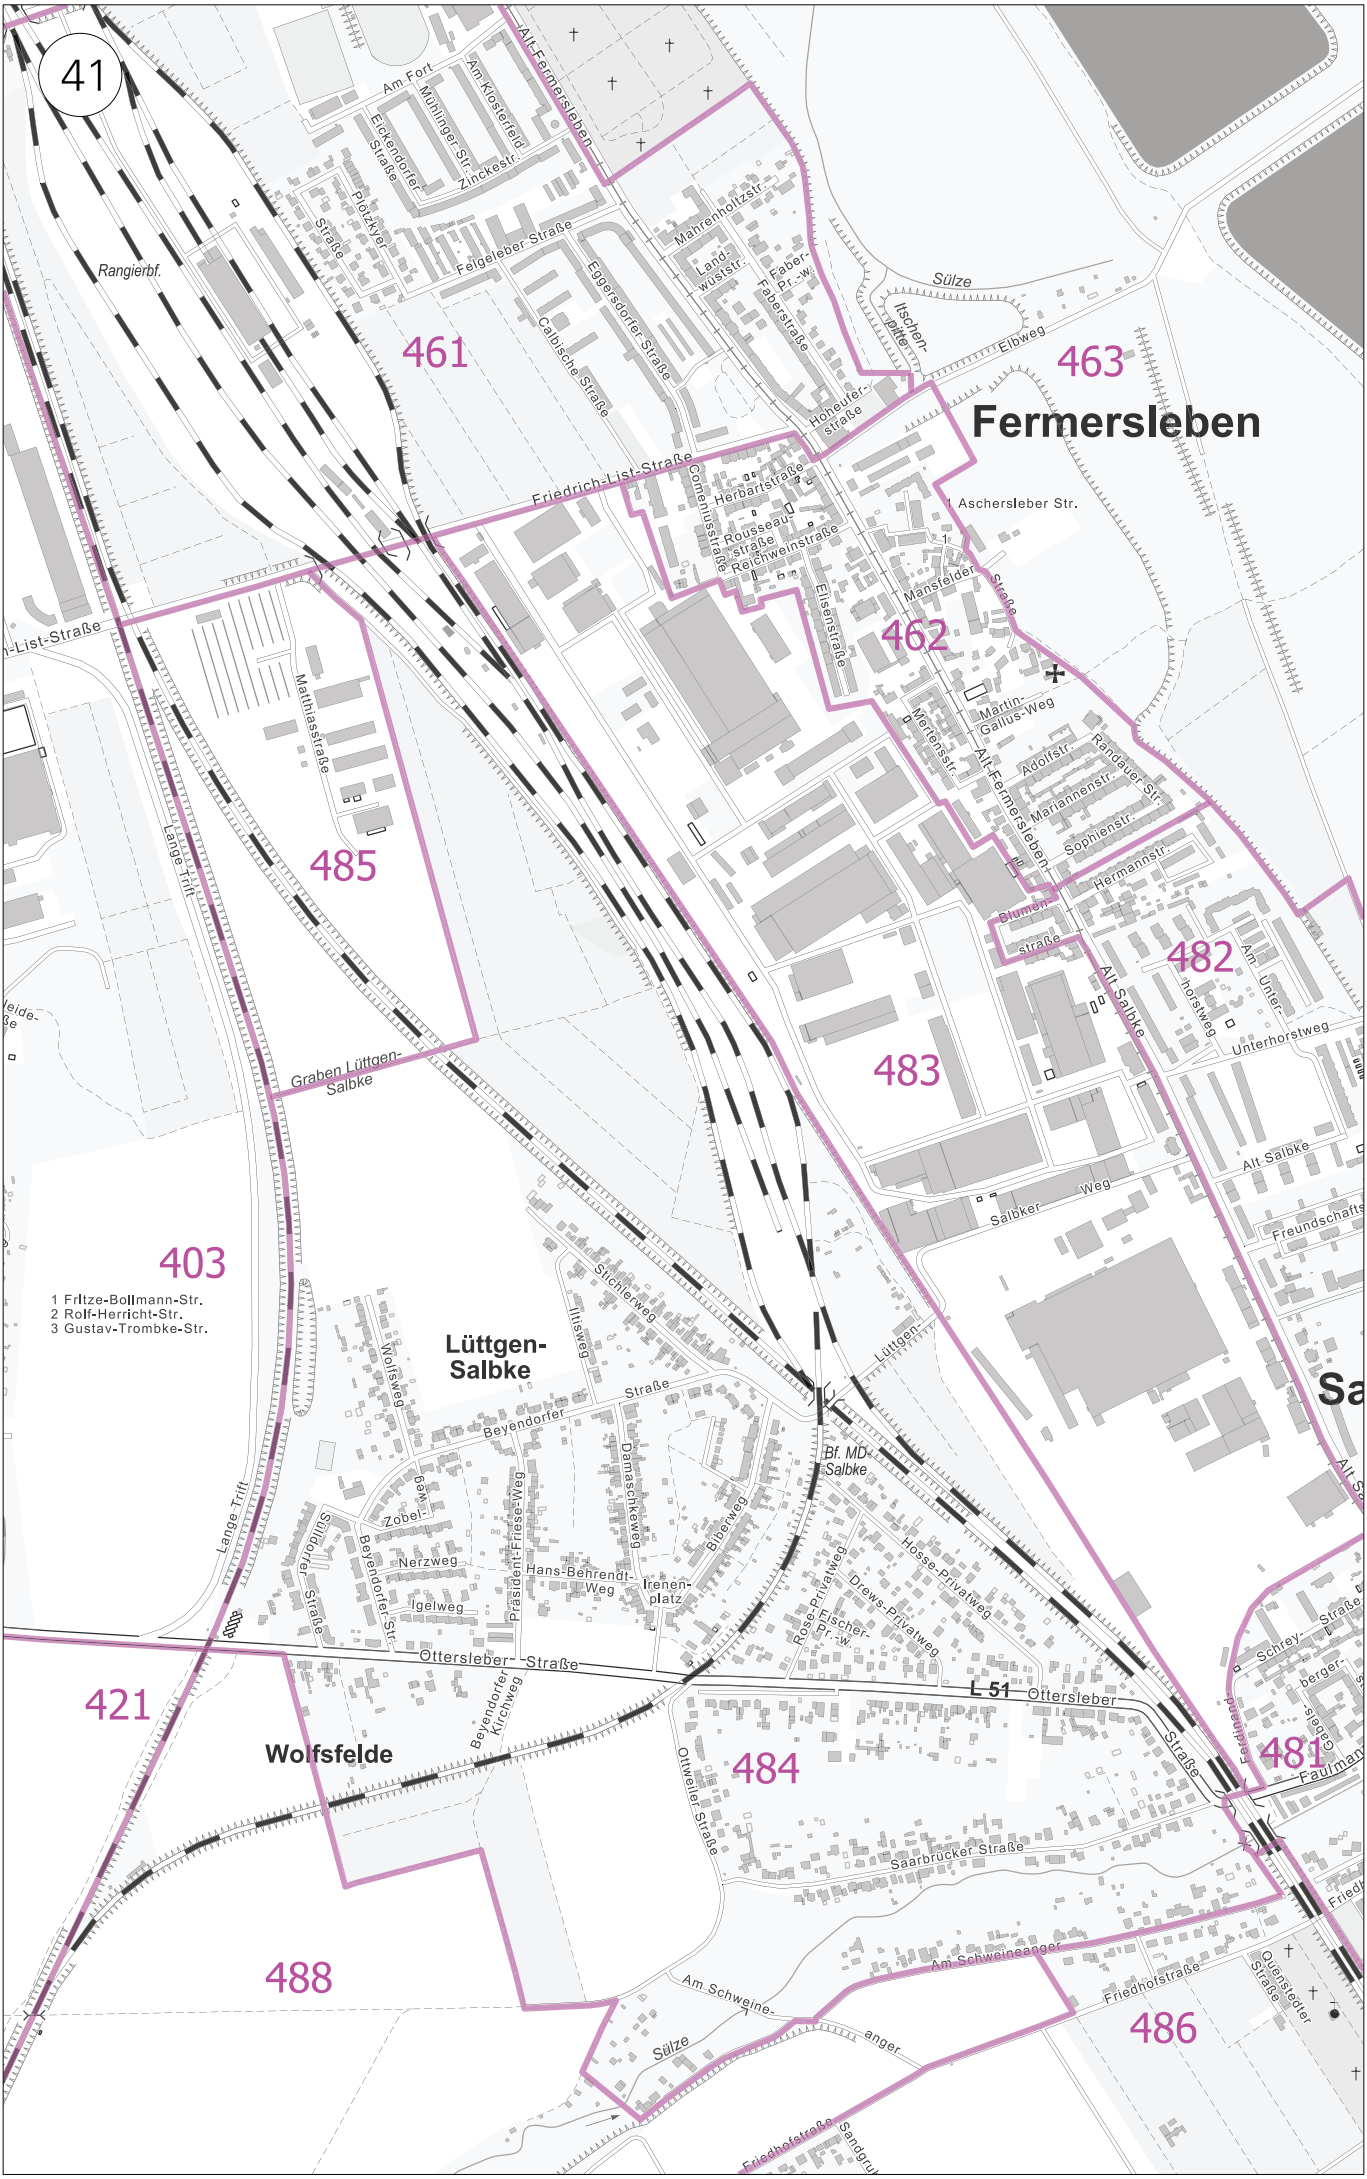 41
Alt Fermersleben
Am Fort
Am Klosterfeld
Mühlinger Str.
Eickendorfer
Straße
Zinckestr.
Plötzkyer
Straße
Felgeleber Straße
Mahrenholtzstr.
Land-
wüststr.
Faber-
Pr.-w.
Faberstraße
Rangierbf.
Eggersdorfer Straße
Calbische Straße
Sülze
Elbweg
461
463
Fermersleben
Hoheufer-
straße
Friedrich-List-Straße
Comeniusstraße
Herbartstraße
Rousseau-
straße
Reichweinstraße
1 Aschersleber Str.
1
Mansfelder
Straße
Elisenstraße
462
n-List-Straße
Matthiasstraße
Martin-
Gallus-Weg
Mertensstr.
Alt Fermersleben
Adolfstr.
Randauer Str.
Mariannenstr.
Sophienstr.
Lange Trift
485
Hermannstr.
Blumen-
straße
482
Am Unter-
horstweg
Alt Salbke
Unterhorstweg
483
Graben Lüttgen-
Salbke
Alt Salbke
Salbker Weg
Freundschafts
403
1 Fritze-Bollmann-Str.
2 Rolf-Herricht-Str.
3 Gustav-Trombke-Str.
Stichlerweg
Iltisweg
Wolfsweg
Lüttgen-
Salbke
Lüttgen-
Beyendorfer Straße
Sa
Alt Sa
Bf. MD-
Salbke
Damaschkeweg
Präsident-Friese-Weg
Zobel-
weg
Biberweg
Lange Trift
Sülldorfer
Straße
Beyendorfer-Str.
Nerzweg
Hans-Behrendt-
Weg
Irenen-
platz
Igelweg
Hosse-Privatweg
Drews-Privatweg
Rose-Privatweg
Fischer-
Pr.-w.
Schrey-
Straße
berger-
Gabels-
Ottersleber Straße
421
Beyendorfer
Kirchweg
L 51
Ottersleber
Straße
Ferdinand
481
Faulman
Wolfsfelde
484
Ottweiler Straße
Saarbrücker Straße
Friedh
Am Schweineanger
488
Am Schweine-
anger
Friedhofstraße
Quenstedter
Straße
486
Sülze
Friedhofstraße
Sandgru